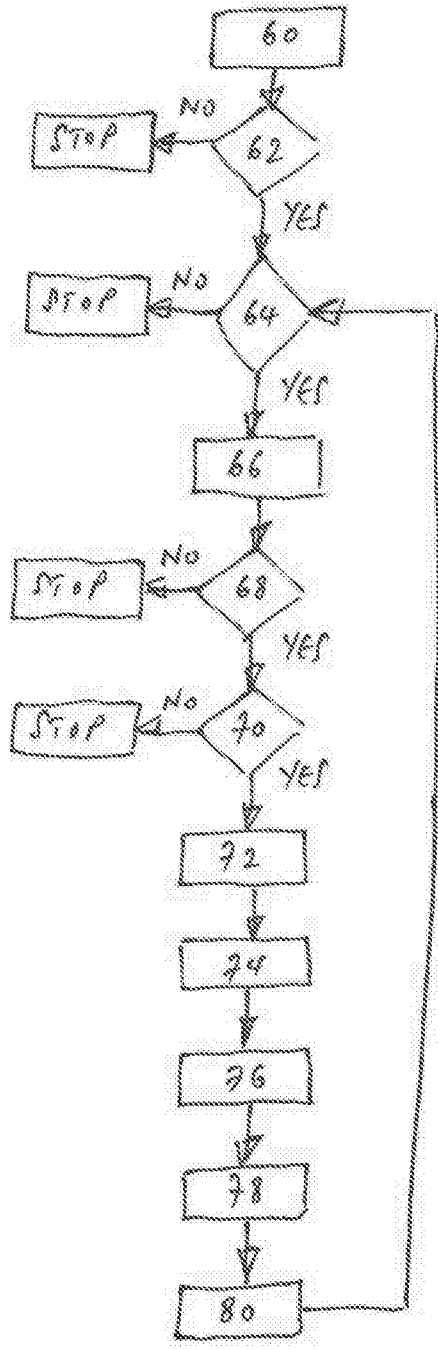 60
NO
STOP
62
YES
NO
STOP
64
YES
66
NO
STOP
68
YES
NO
STOP
70
YES
72
74
76
78
80